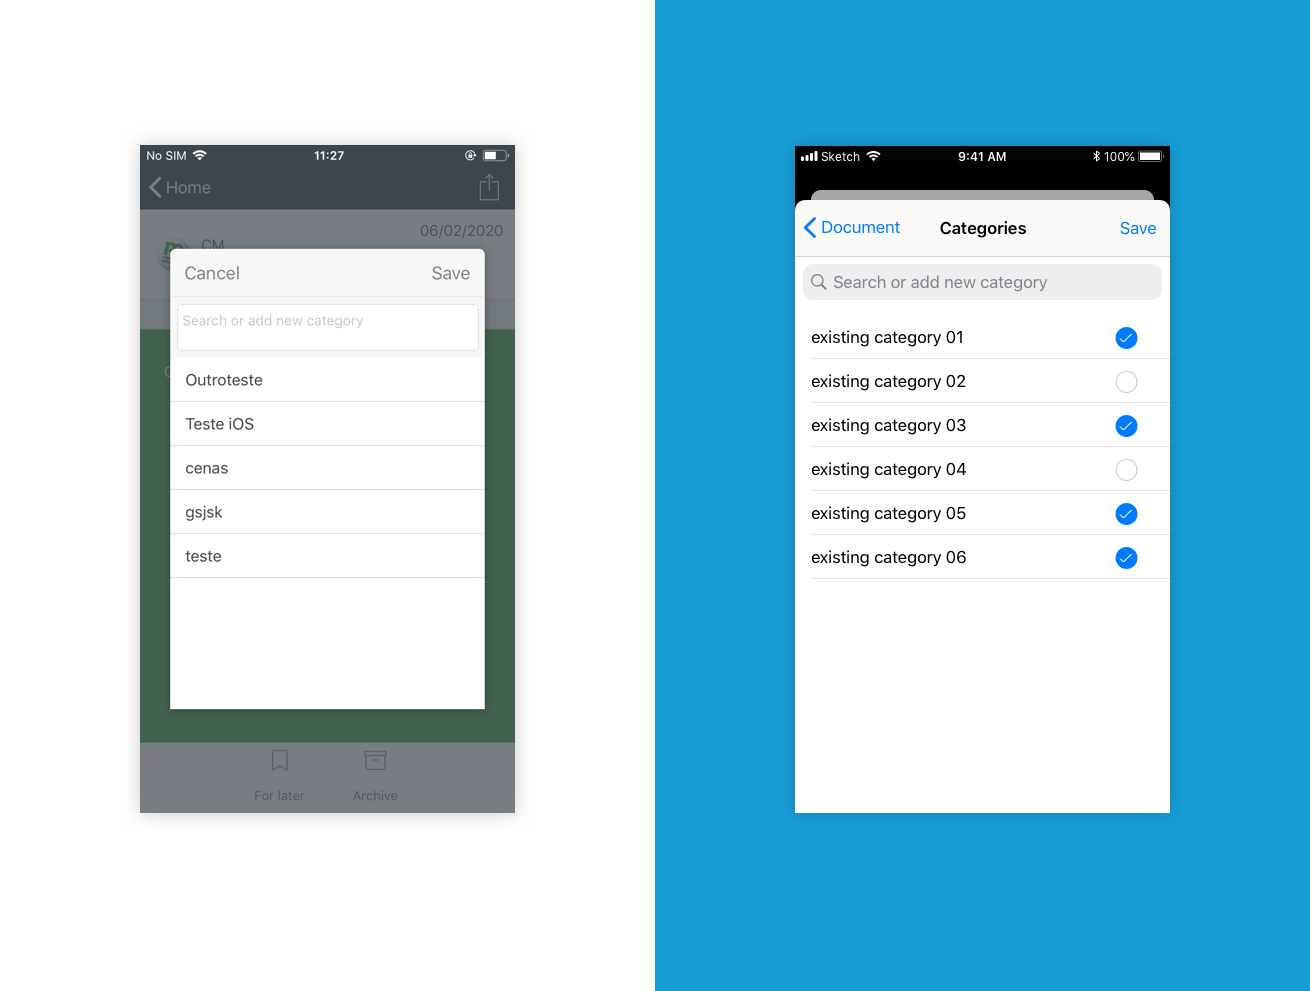 No SIM 11:27
Home
06/02/2020
CM
Cancel Save
Search or add new category
Outroteste
Teste iOS
cenas
gsjsk
teste
For later Archive
Sketch 9:41 AM 100%
Document Categories Save
Search or add new category
existing category 01
existing category 02
existing category 03
existing category 04
existing category 05
existing category 06